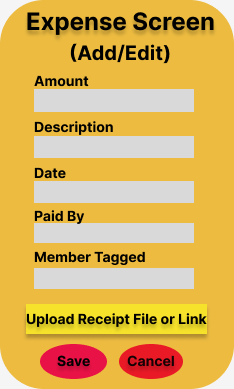 Expense Screen
(Add/Edit)
Amount
Description
Date
Paid By
Member Tagged
Upload Receipt File or Link
Save Cancel